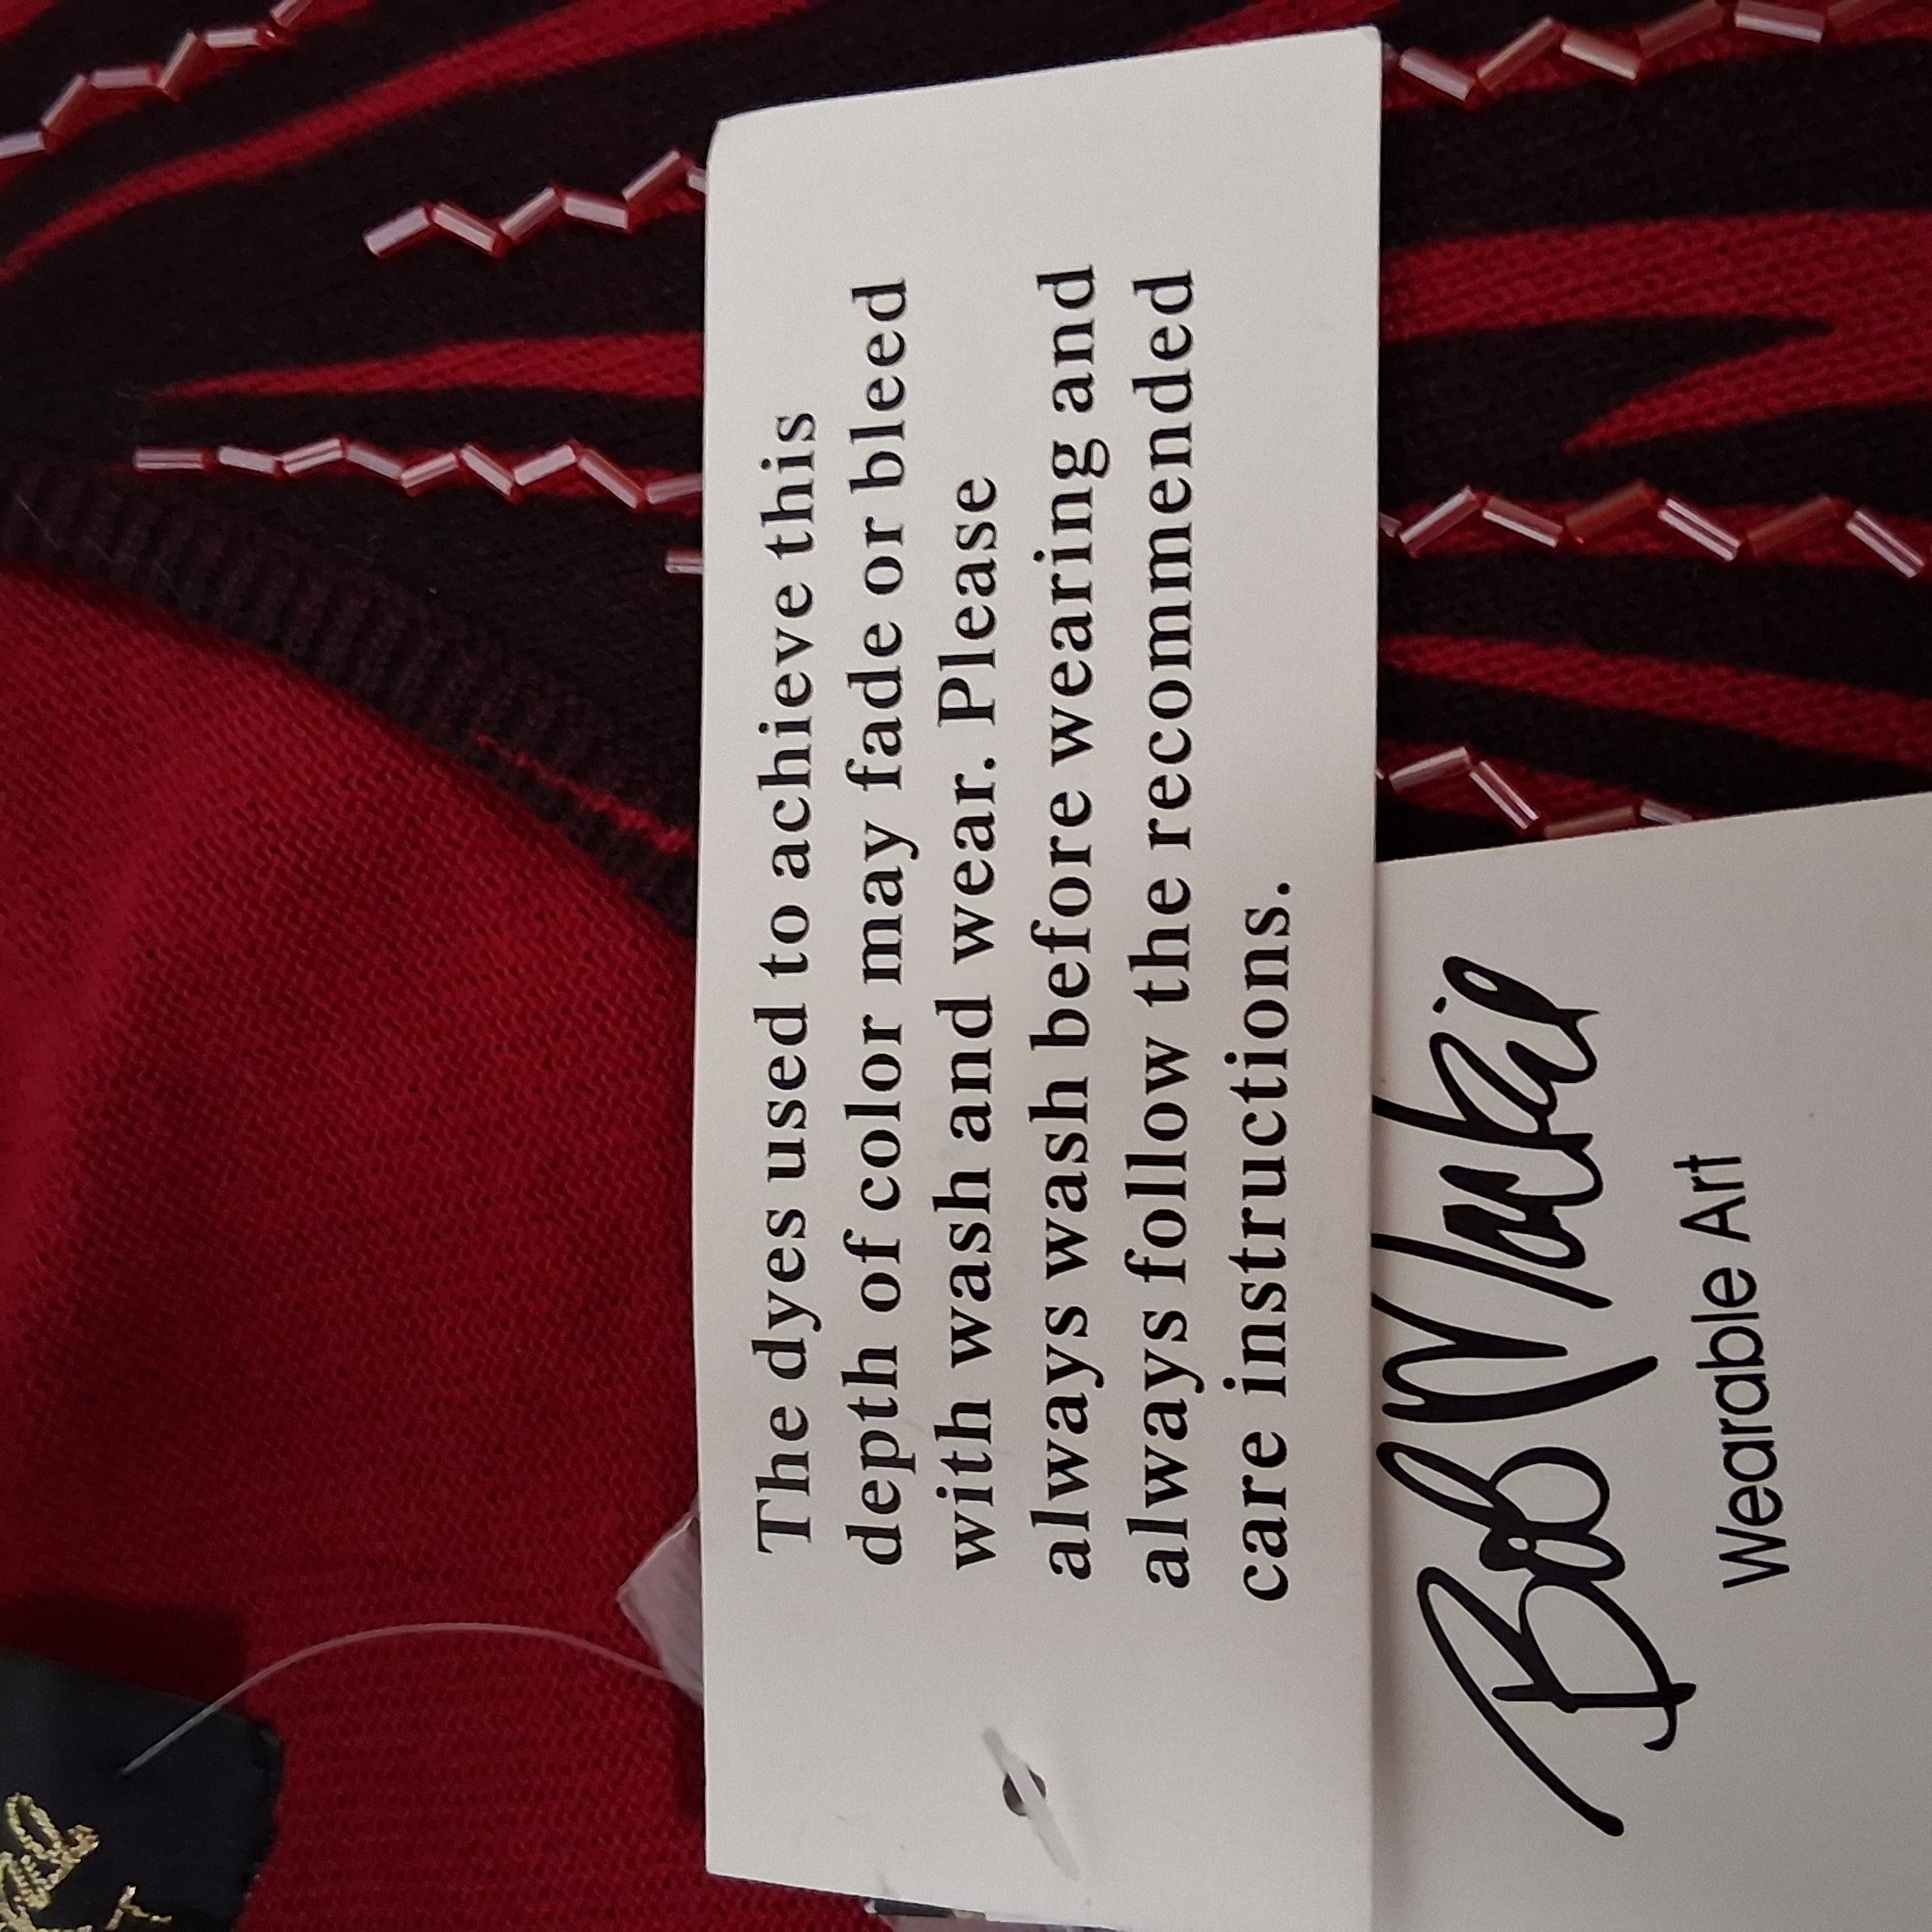 The dyes used to achieve this
depth of color may fade or bleed
with wash and wear. Please
always wash before wearing and
always follow the recommended
care instructions.
Bob Mackie
Wearable Art